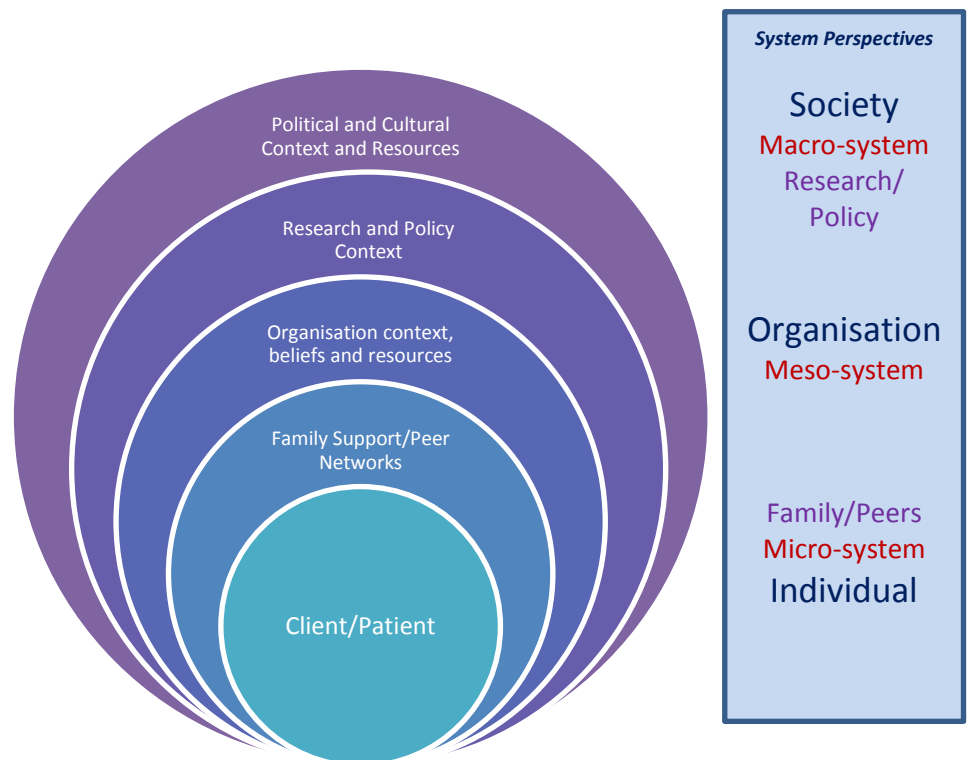 Political and Cultural
Context and Resources
Research and Policy
Context
Organisation context,
beliefs and resources
Family Support/Peer
Networks
Client/Patient
System Perspectives
Society
Macro-system
Research/
Policy
Organisation
Meso-system
Family/Peers
Micro-system
Individual